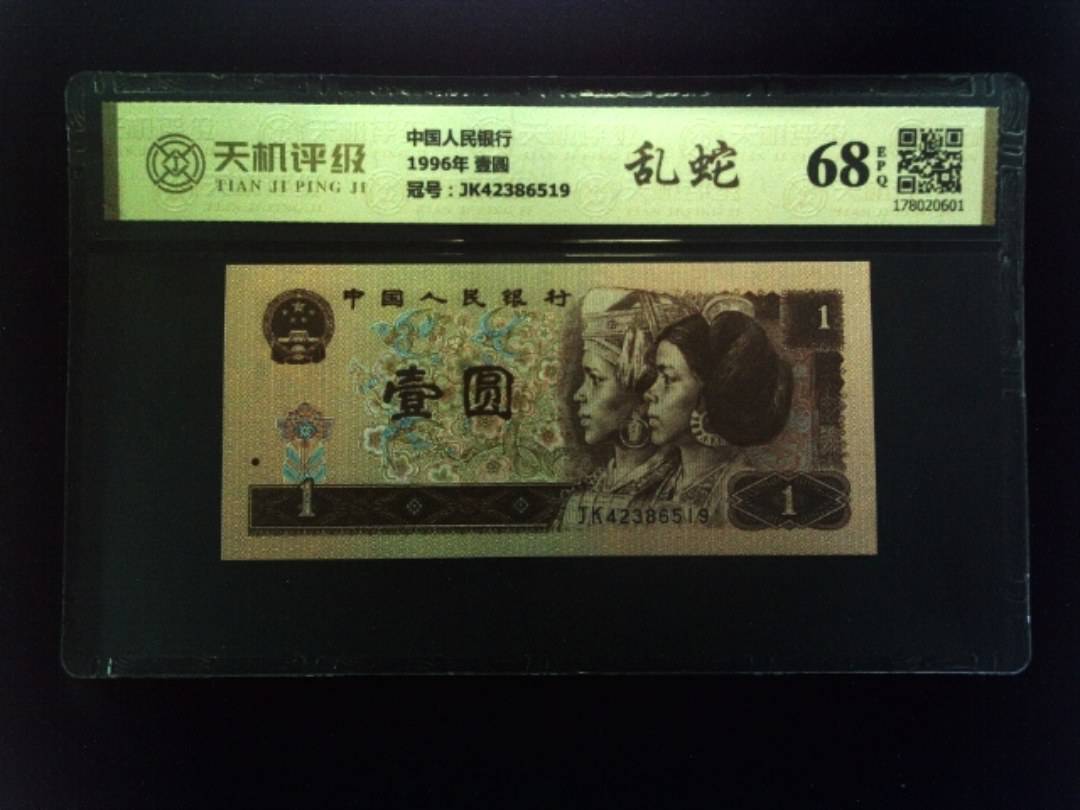 天机评级
TIAN JI PING JI
中国人民银行
1996年 壹圆
冠号：JK42386519
乱蛇
68
EPQ
178020601
中国人民银行
1
壹圆
1
JK42386519
1